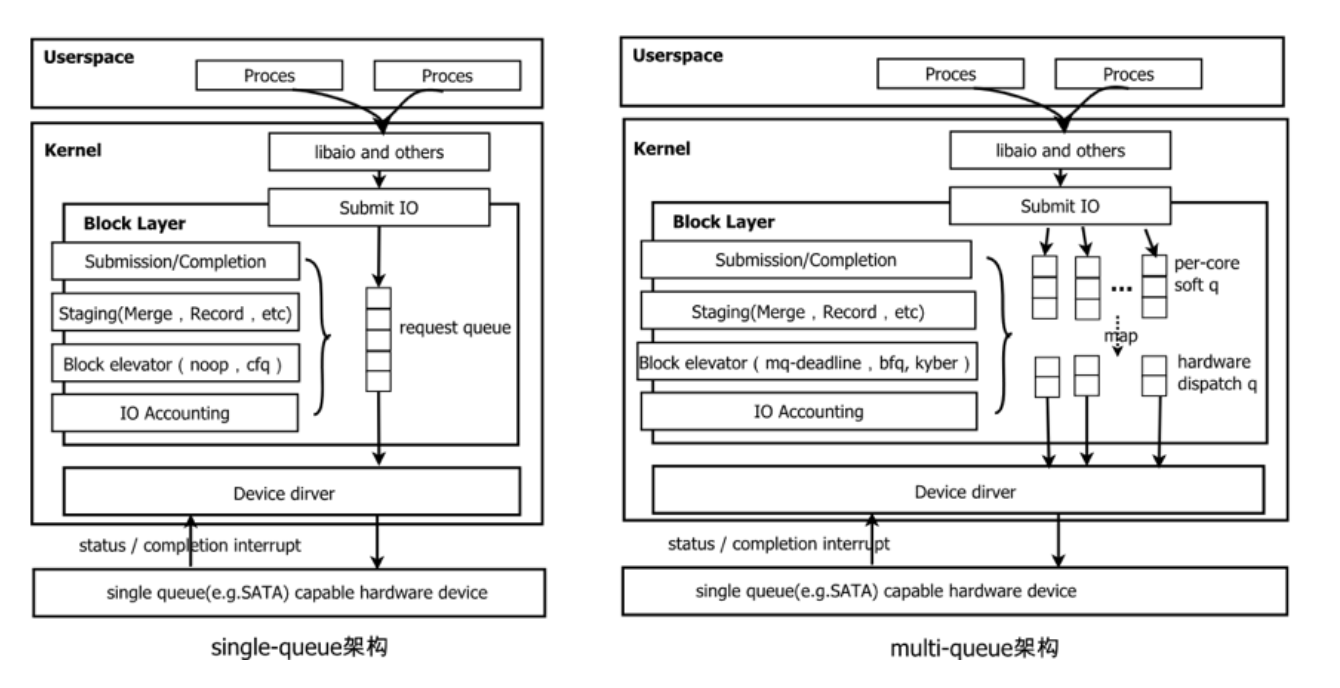 Userspace
Proces
Proces
Kernel
libaio and others
Submit IO
Block Layer
Submission/Completion
Staging(Merge，Record，etc)
Block elevator（noop，cfq）
IO Accounting
request queue
Device dirver
status / completion interrupt
single queue(e.g.SATA) capable hardware device
single-queue架构
Userspace
Proces
Proces
Kernel
libaio and others
Submit IO
Block Layer
Submission/Completion
Staging(Merge，Record，etc)
Block elevator（mq-deadline，bfq, kyber）
IO Accounting
per-core
soft q
...
map
hardware
dispatch q
Device dirver
status / completion interrupt
single queue(e.g.SATA) capable hardware device
multi-queue架构